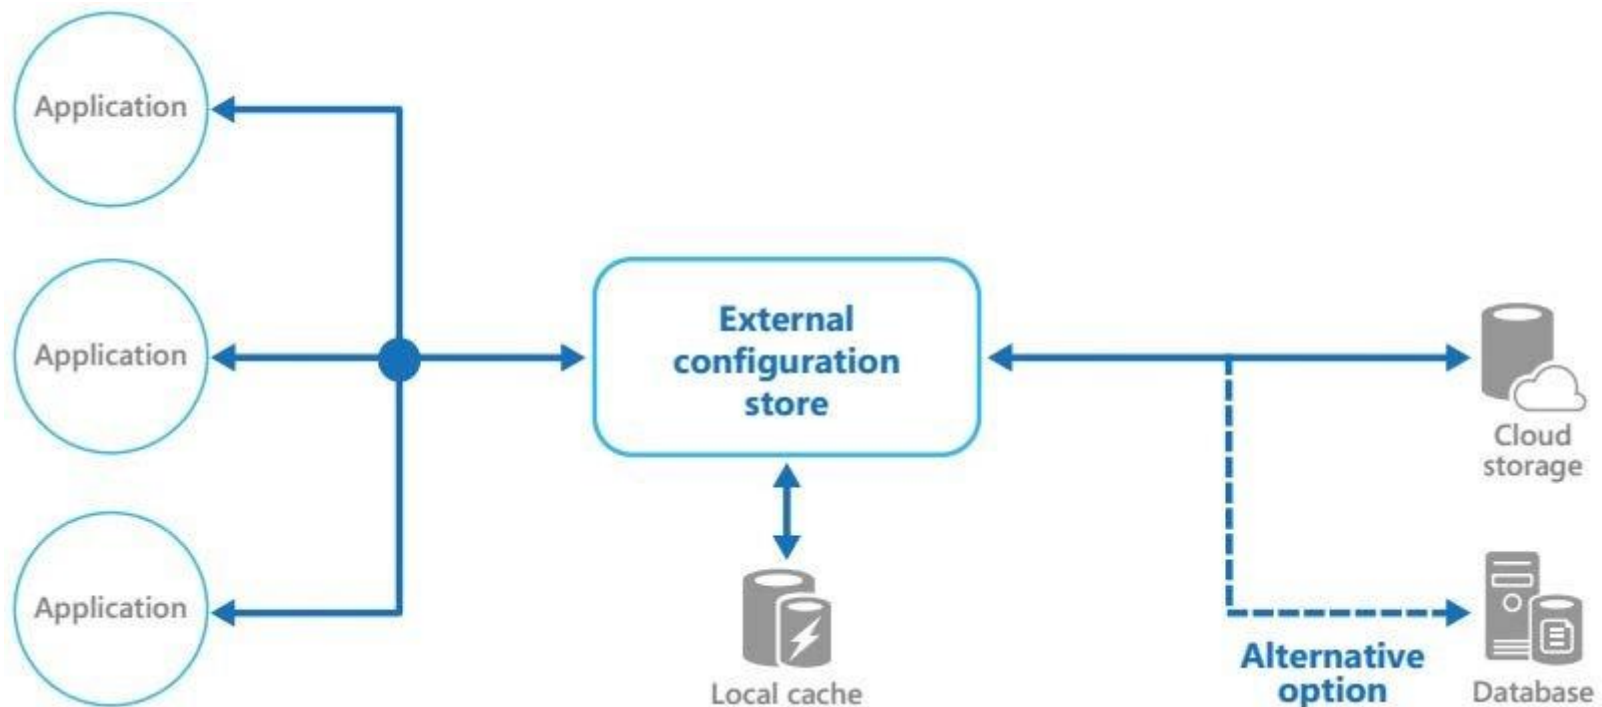 Application
Application
Application
External
configuration
store
Local cache
Cloud
storage
Alternative
option
Database